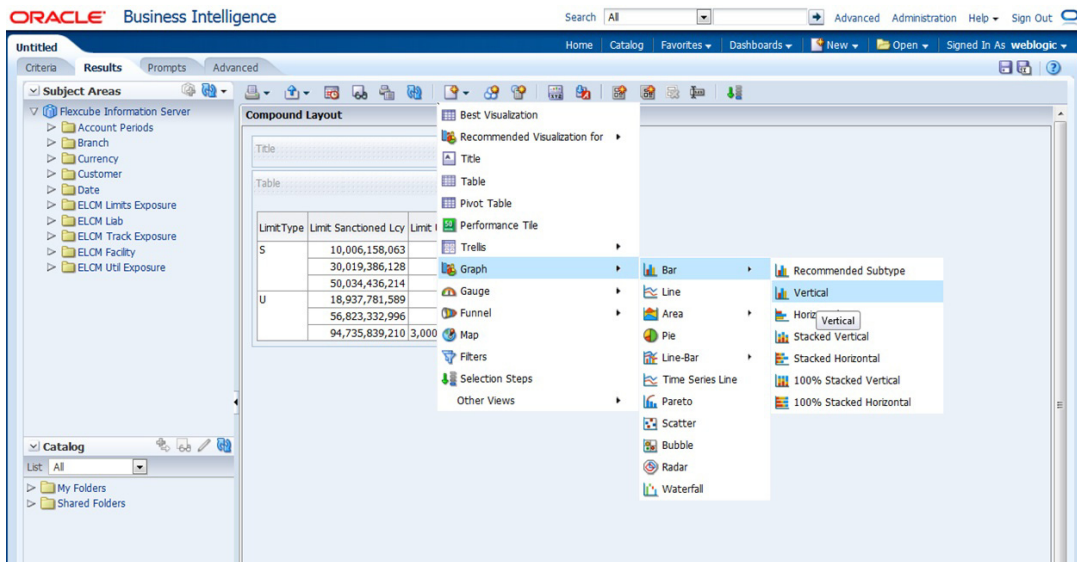 ORACLE® Business Intelligence
Search All Advanced Administration Help Sign Out
Untitled
Home Catalog Favorites Dashboards New Open Signed In As weblogic
Criteria Results Prompts Advanced
Subject Areas
Flexcube Information Server
Account Periods
Branch
Currency
Customer
Date
ELCM Limits Exposure
ELCM Liab
ELCM Track Exposure
ELCM Facility
ELCM Util Exposure
Catalog
List All
My Folders
Shared Folders
Compound Layout
Title
Table
LimitType Limit Sanctioned Lcy Limit
S 10,006,158,063
30,019,386,128
50,034,436,214
U 18,937,781,589
56,823,332,996
94,735,839,210 3,000
Best Visualization
Recommended Visualization for
Title
Table
Pivot Table
Performance Tile
Trellis
Graph
Gauge
Funnel
Map
Filters
Selection Steps
Other Views
Bar
Line
Area
Pie
Line-Bar
Time Series Line
Pareto
Scatter
Bubble
Radar
Waterfall
Recommended Subtype
Vertical
Horiz
Vertical
Stacked Vertical
Stacked Horizontal
100% Stacked Vertical
100% Stacked Horizontal